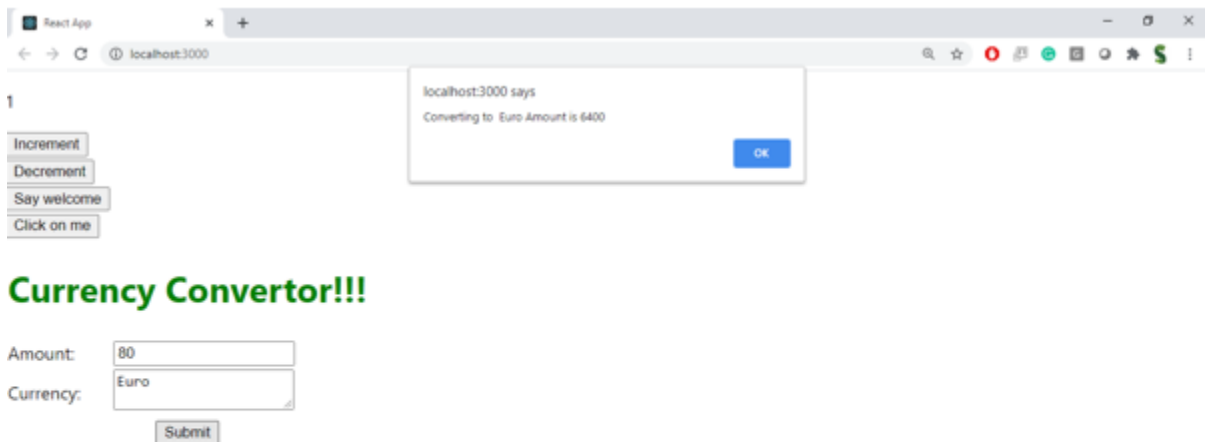 React App
localhost:3000
localhost:3000 says
Converting to Euro Amount is 6400
OK
1
Increment
Decrement
Say welcome
Click on me
Currency Convertor!!!
Amount: 80
Currency: Euro
Submit